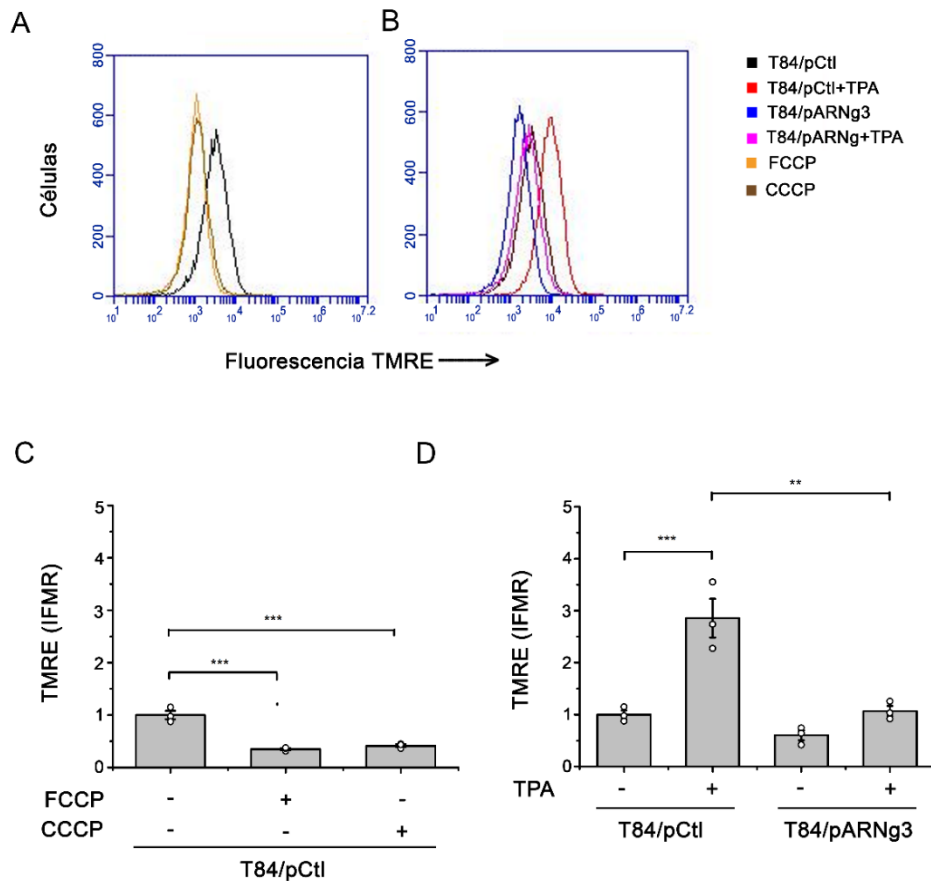 A
B
800
600
400
200
0
10¹ 10² 10³ 10⁴ 10⁵ 10⁶ 10^7.2
800
600
400
200
0
10¹ 10² 10³ 10⁴ 10⁵ 10⁶ 10^7.2
Células
Fluorescencia TMRE
T84/pCtl
T84/pCtl+TPA
T84/pARNg3
T84/pARNg+TPA
FCCP
CCCP
C
TMRE (IFMR)
5
4
3
2
1
0
***
***
FCCP - + -
CCCP - - +
T84/pCtl
D
TMRE (IFMR)
5
4
3
2
1
0
**
***
TPA - + - +
T84/pCtl T84/pARNg3